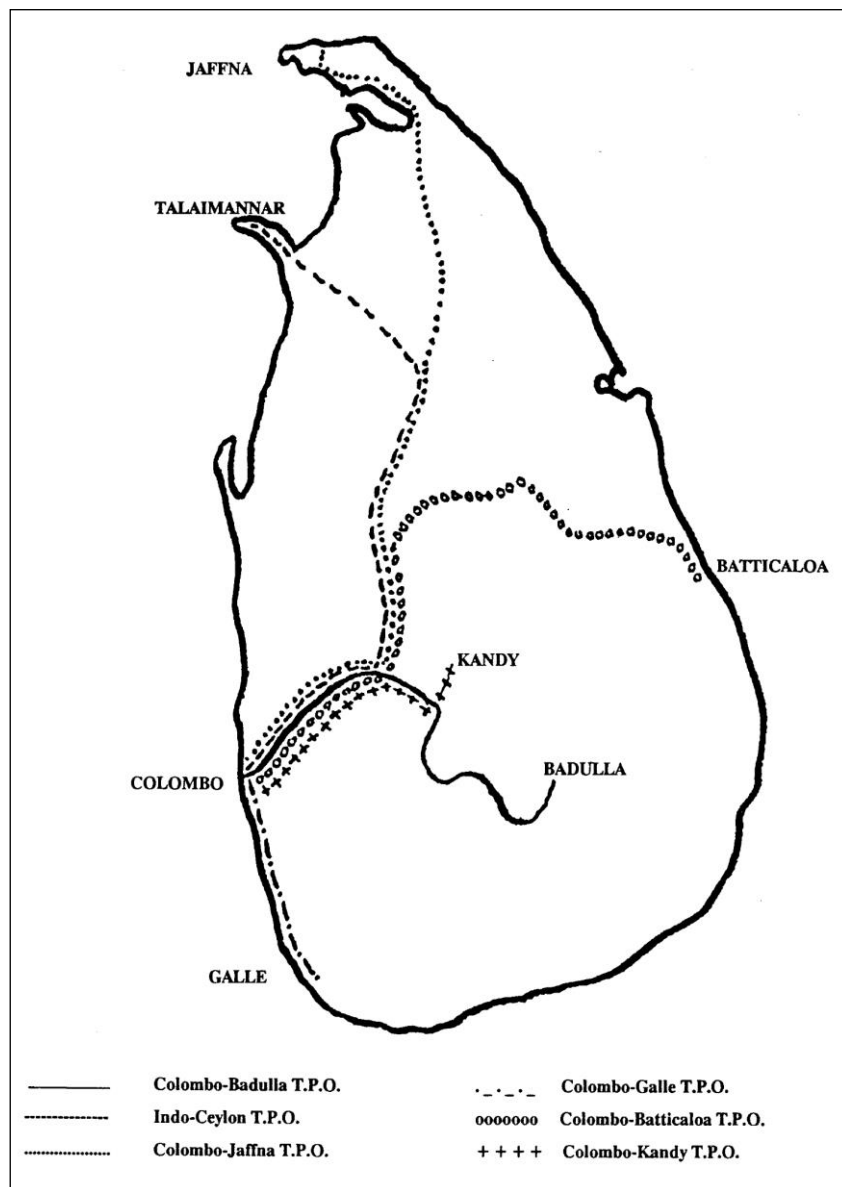 JAFFNA
TALAIMANNAR
BATTICALOA
KANDY
COLOMBO
BADULLA
GALLE
Colombo-Badulla T.P.O.
Indo-Ceylon T.P.O.
Colombo-Jaffna T.P.O.
Colombo-Galle T.P.O.
Colombo-Batticaloa T.P.O.
Colombo-Kandy T.P.O.